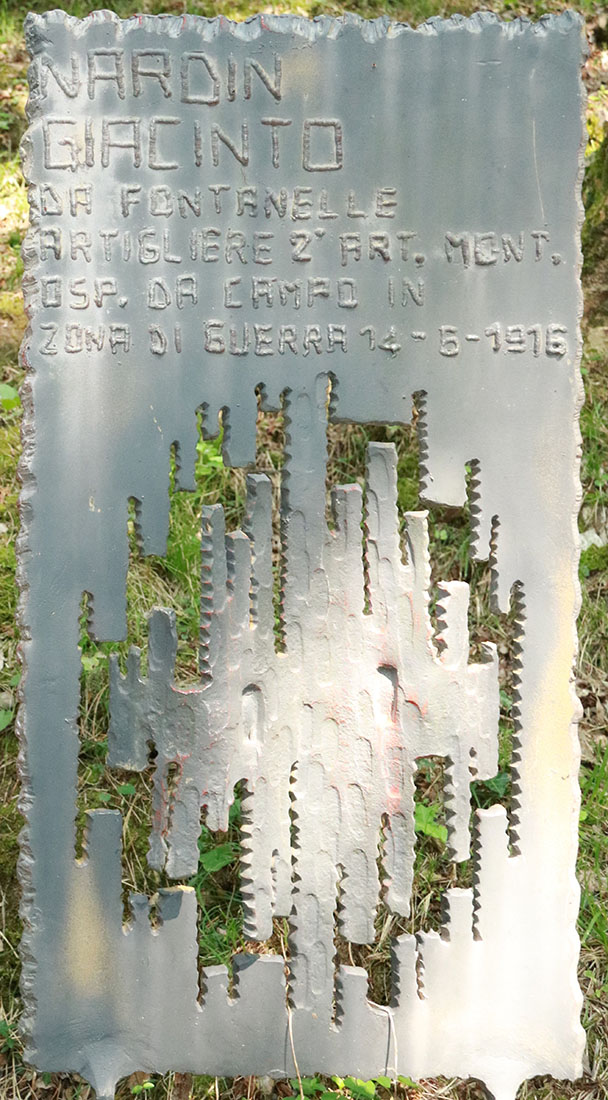 NARDIN
GIACINTO
DA FONTANELLE
ARTIGLIERE 2° ART. MONT.
OSP. DA CAMPO IN
ZONA DI GUERRA 14-6-1916